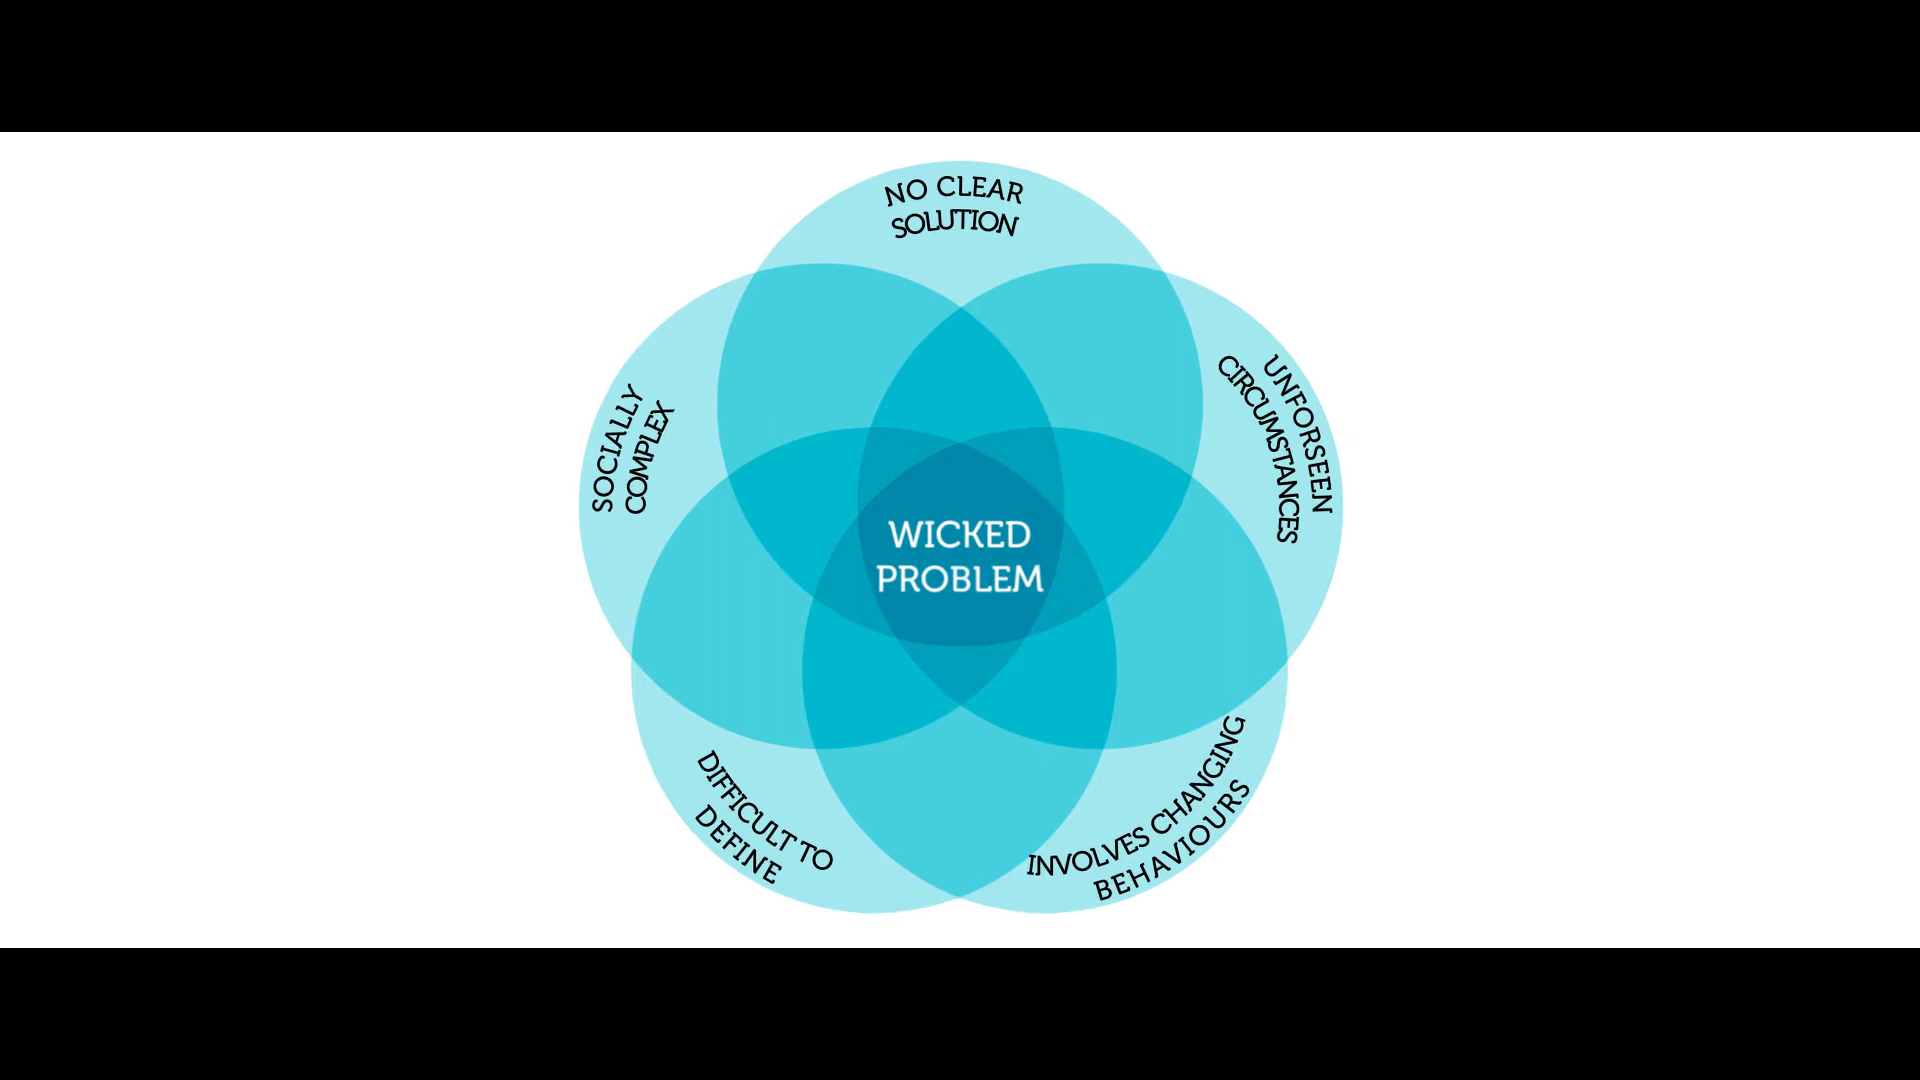 NO CLEAR
SOLUTION
UNFORSEEN
CIRCUMSTANCES
SOCIALLY
COMPLEX
WICKED
PROBLEM
DIFFICULT TO
DEFINE
INVOLVES CHANGING
BEHAVIOURS